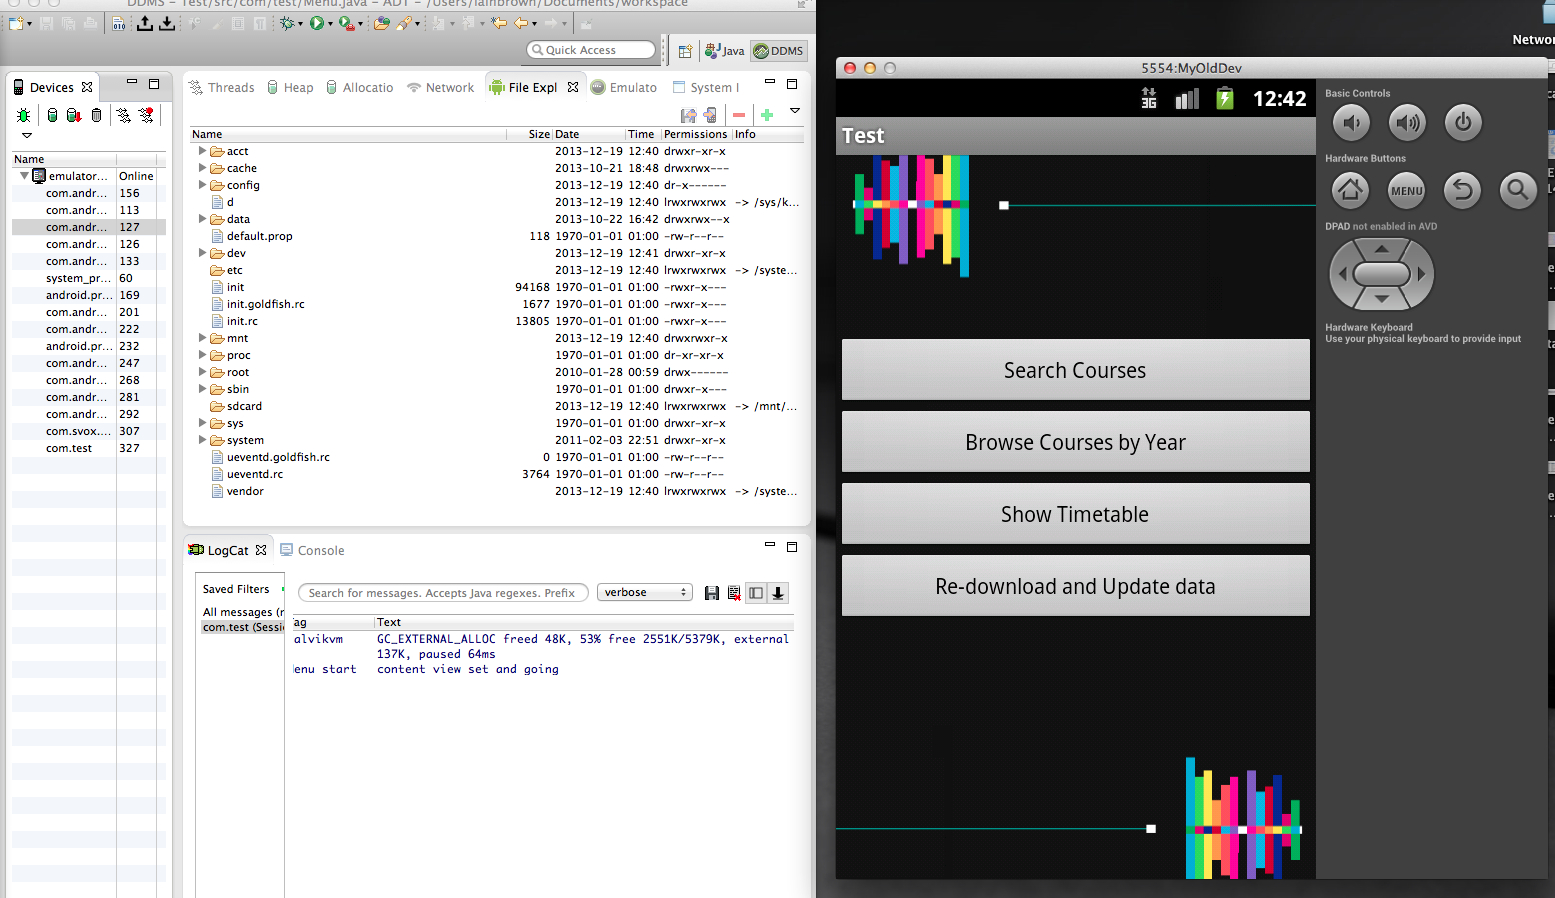 DDMS – Test/src/com/test/Menu.java – ADT – /Users/iainbrown/Documents/workspace
Quick Access
Java
DDMS
Devices
Name
emulator... Online
com.andr... 156
com.andr... 113
com.andr... 127
com.andr... 126
com.andr... 133
system_pr... 60
android.pr... 169
com.andr... 201
com.andr... 222
android.pr... 232
com.andr... 247
com.andr... 268
com.andr... 281
com.andr... 292
com.svox.... 307
com.test 327
Threads Heap Allocatio Network File Expl Emulato System I
Name Size Date Time Permissions Info
acct 2013-12-19 12:40 drwxr-xr-x
cache 2013-10-21 18:48 drwxrwx---
config 2013-12-19 12:40 dr-x------
d 2013-12-19 12:40 lrwxrwxrwx -> /sys/k...
data 2013-10-22 16:42 drwxrwx--x
default.prop 118 1970-01-01 01:00 -rw-r--r--
dev 2013-12-19 12:41 drwxr-xr-x
etc 2013-12-19 12:40 lrwxrwxrwx -> /syste...
init 94168 1970-01-01 01:00 -rwxr-x---
init.goldfish.rc 1677 1970-01-01 01:00 -rwxr-x---
init.rc 13805 1970-01-01 01:00 -rwxr-x---
mnt 2013-12-19 12:40 drwxrwxr-x
proc 1970-01-01 01:00 dr-xr-xr-x
root 2010-01-28 00:59 drwx------
sbin 1970-01-01 01:00 drwxr-x---
sdcard 2013-12-19 12:40 lrwxrwxrwx -> /mnt/...
sys 1970-01-01 01:00 drwxr-xr-x
system 2011-02-03 22:51 drwxr-xr-x
ueventd.goldfish.rc 0 1970-01-01 01:00 -rw-r--r--
ueventd.rc 3764 1970-01-01 01:00 -rw-r--r--
vendor 2013-12-19 12:40 lrwxrwxrwx -> /syste...
LogCat Console
Saved Filters
All messages (r
com.test (Sessi
Search for messages. Accepts Java regexes. Prefix
verbose
ag Text
alvikvm GC_EXTERNAL_ALLOC freed 48K, 53% free 2551K/5379K, external
137K, paused 64ms
enu start content view set and going
5554:MyOldDev
3G
12:42
Test
Search Courses
Browse Courses by Year
Show Timetable
Re-download and Update data
Basic Controls
Hardware Buttons
MENU
DPAD not enabled in AVD
Hardware Keyboard
Use your physical keyboard to provide input
Networ